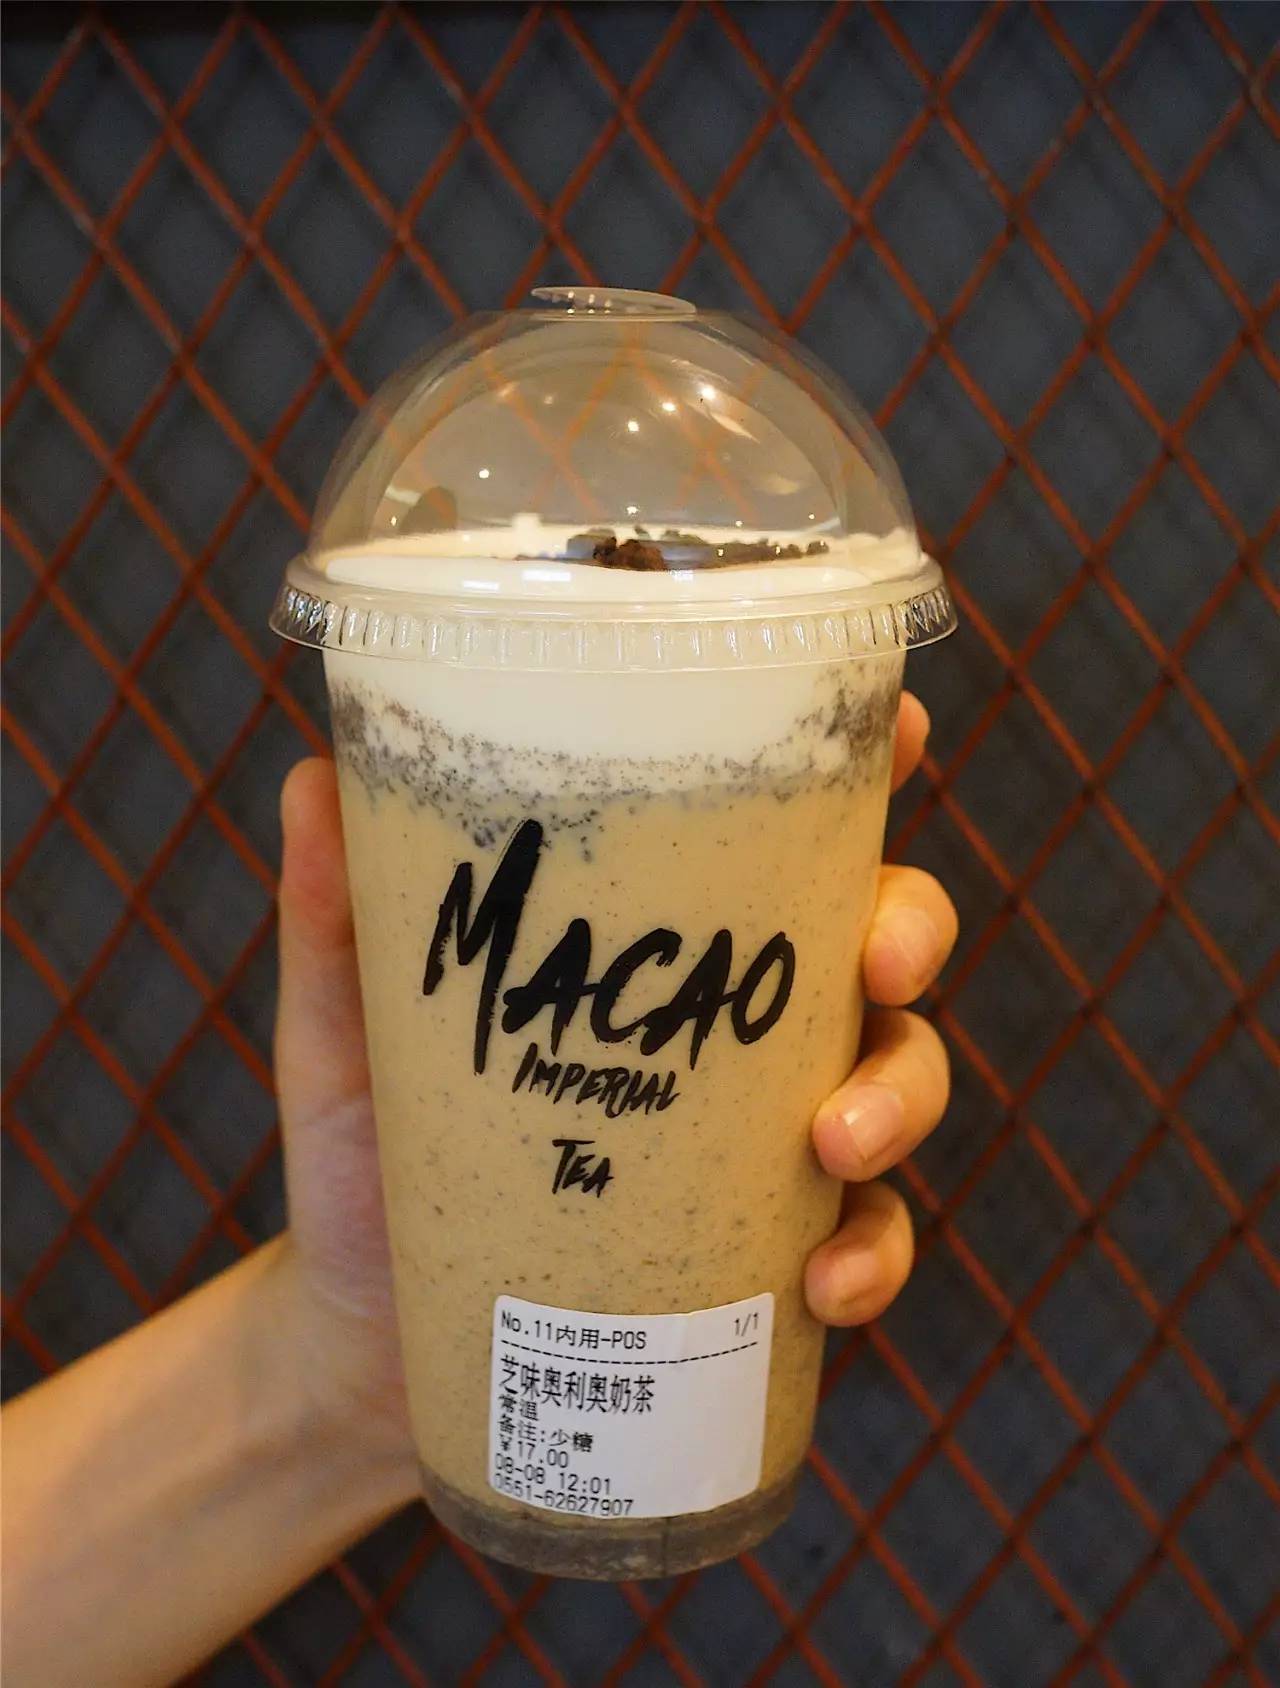 MACAO
IMPERIAL
TEA
No.11内用-POS 1/1
芝味奥利奥奶茶
常温
备注:少糖
¥17.00
08-08 12:01
0551-62627907